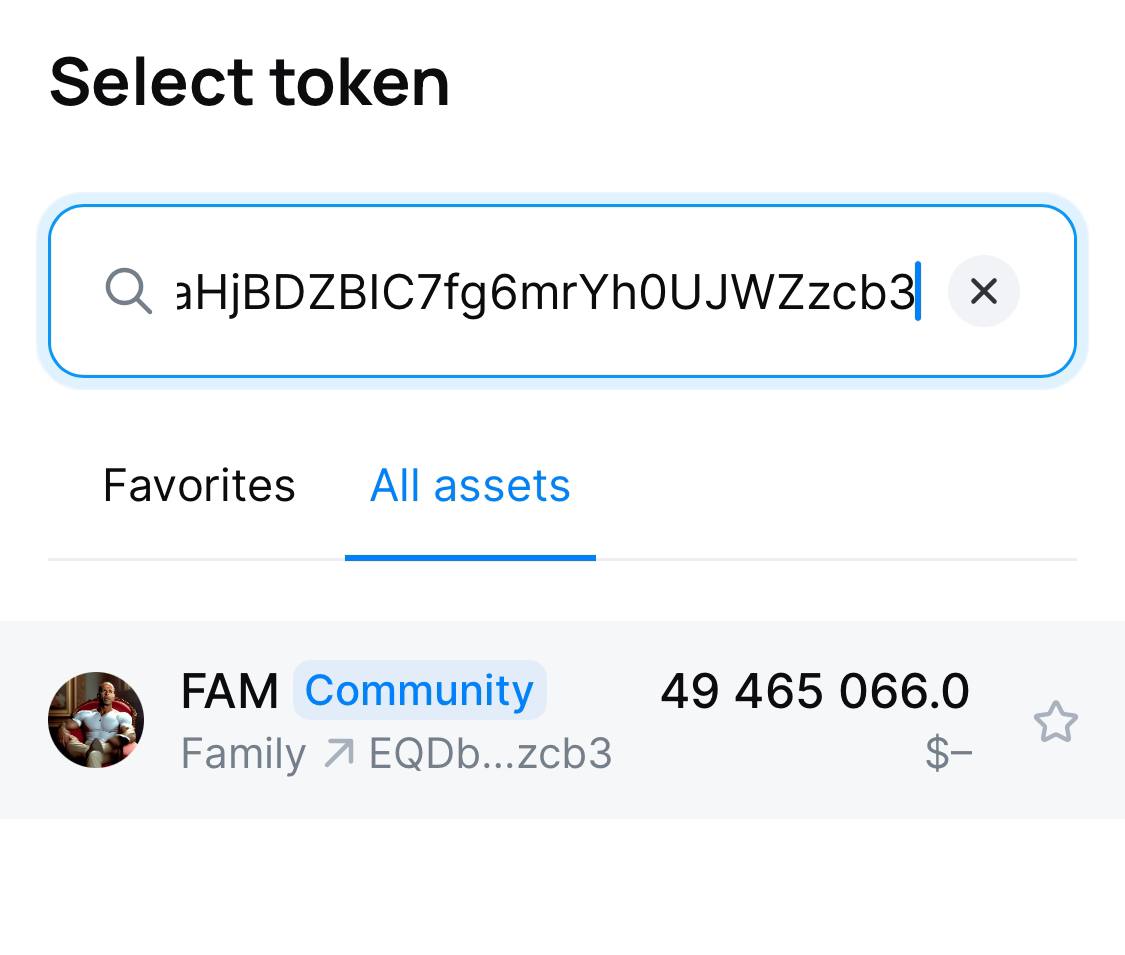 Select token
aHjBDZBIC7fg6mrYh0UJWZzcb3
Favorites All assets
FAM Community 49 465 066.0
Family EQDb...zcb3 $–